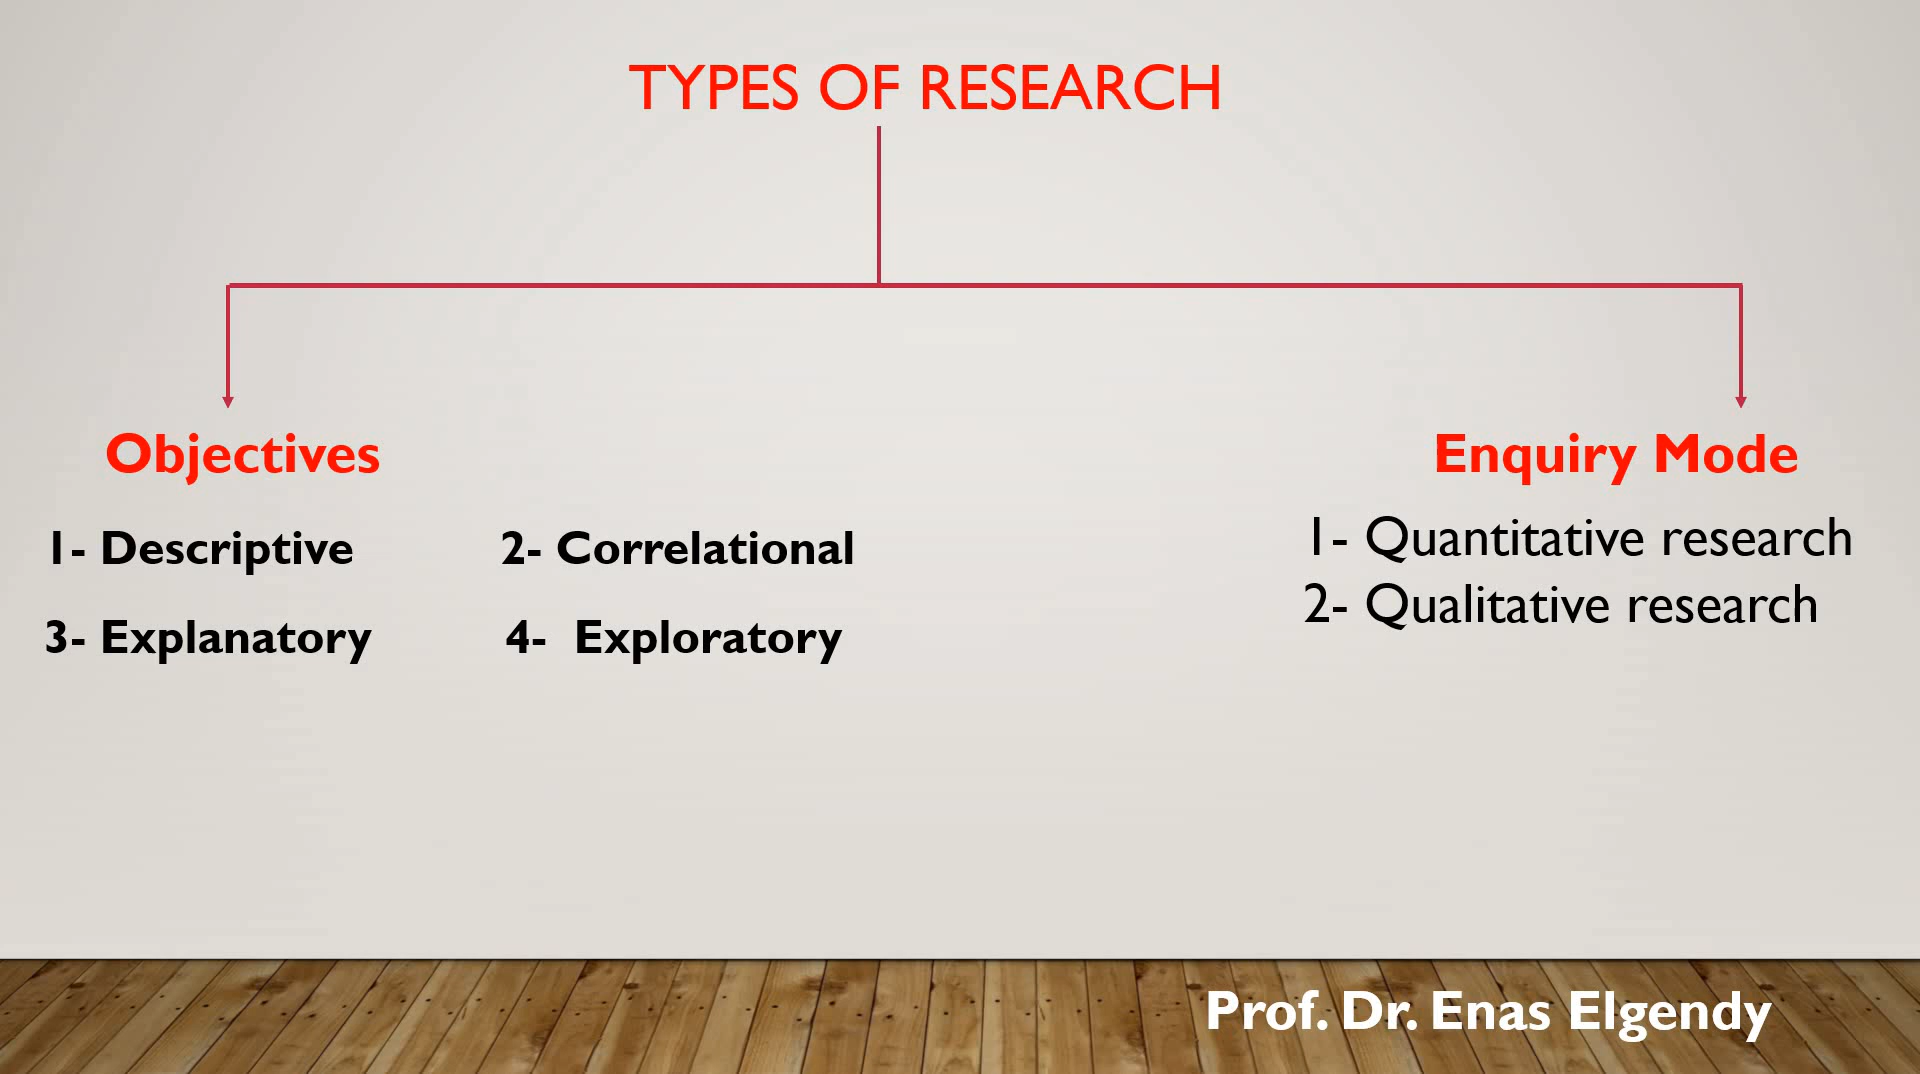 TYPES OF RESEARCH
Objectives
1- Descriptive 2- Correlational
3- Explanatory 4- Exploratory
Enquiry Mode
1- Quantitative research
2- Qualitative research
Prof. Dr. Enas Elgendy